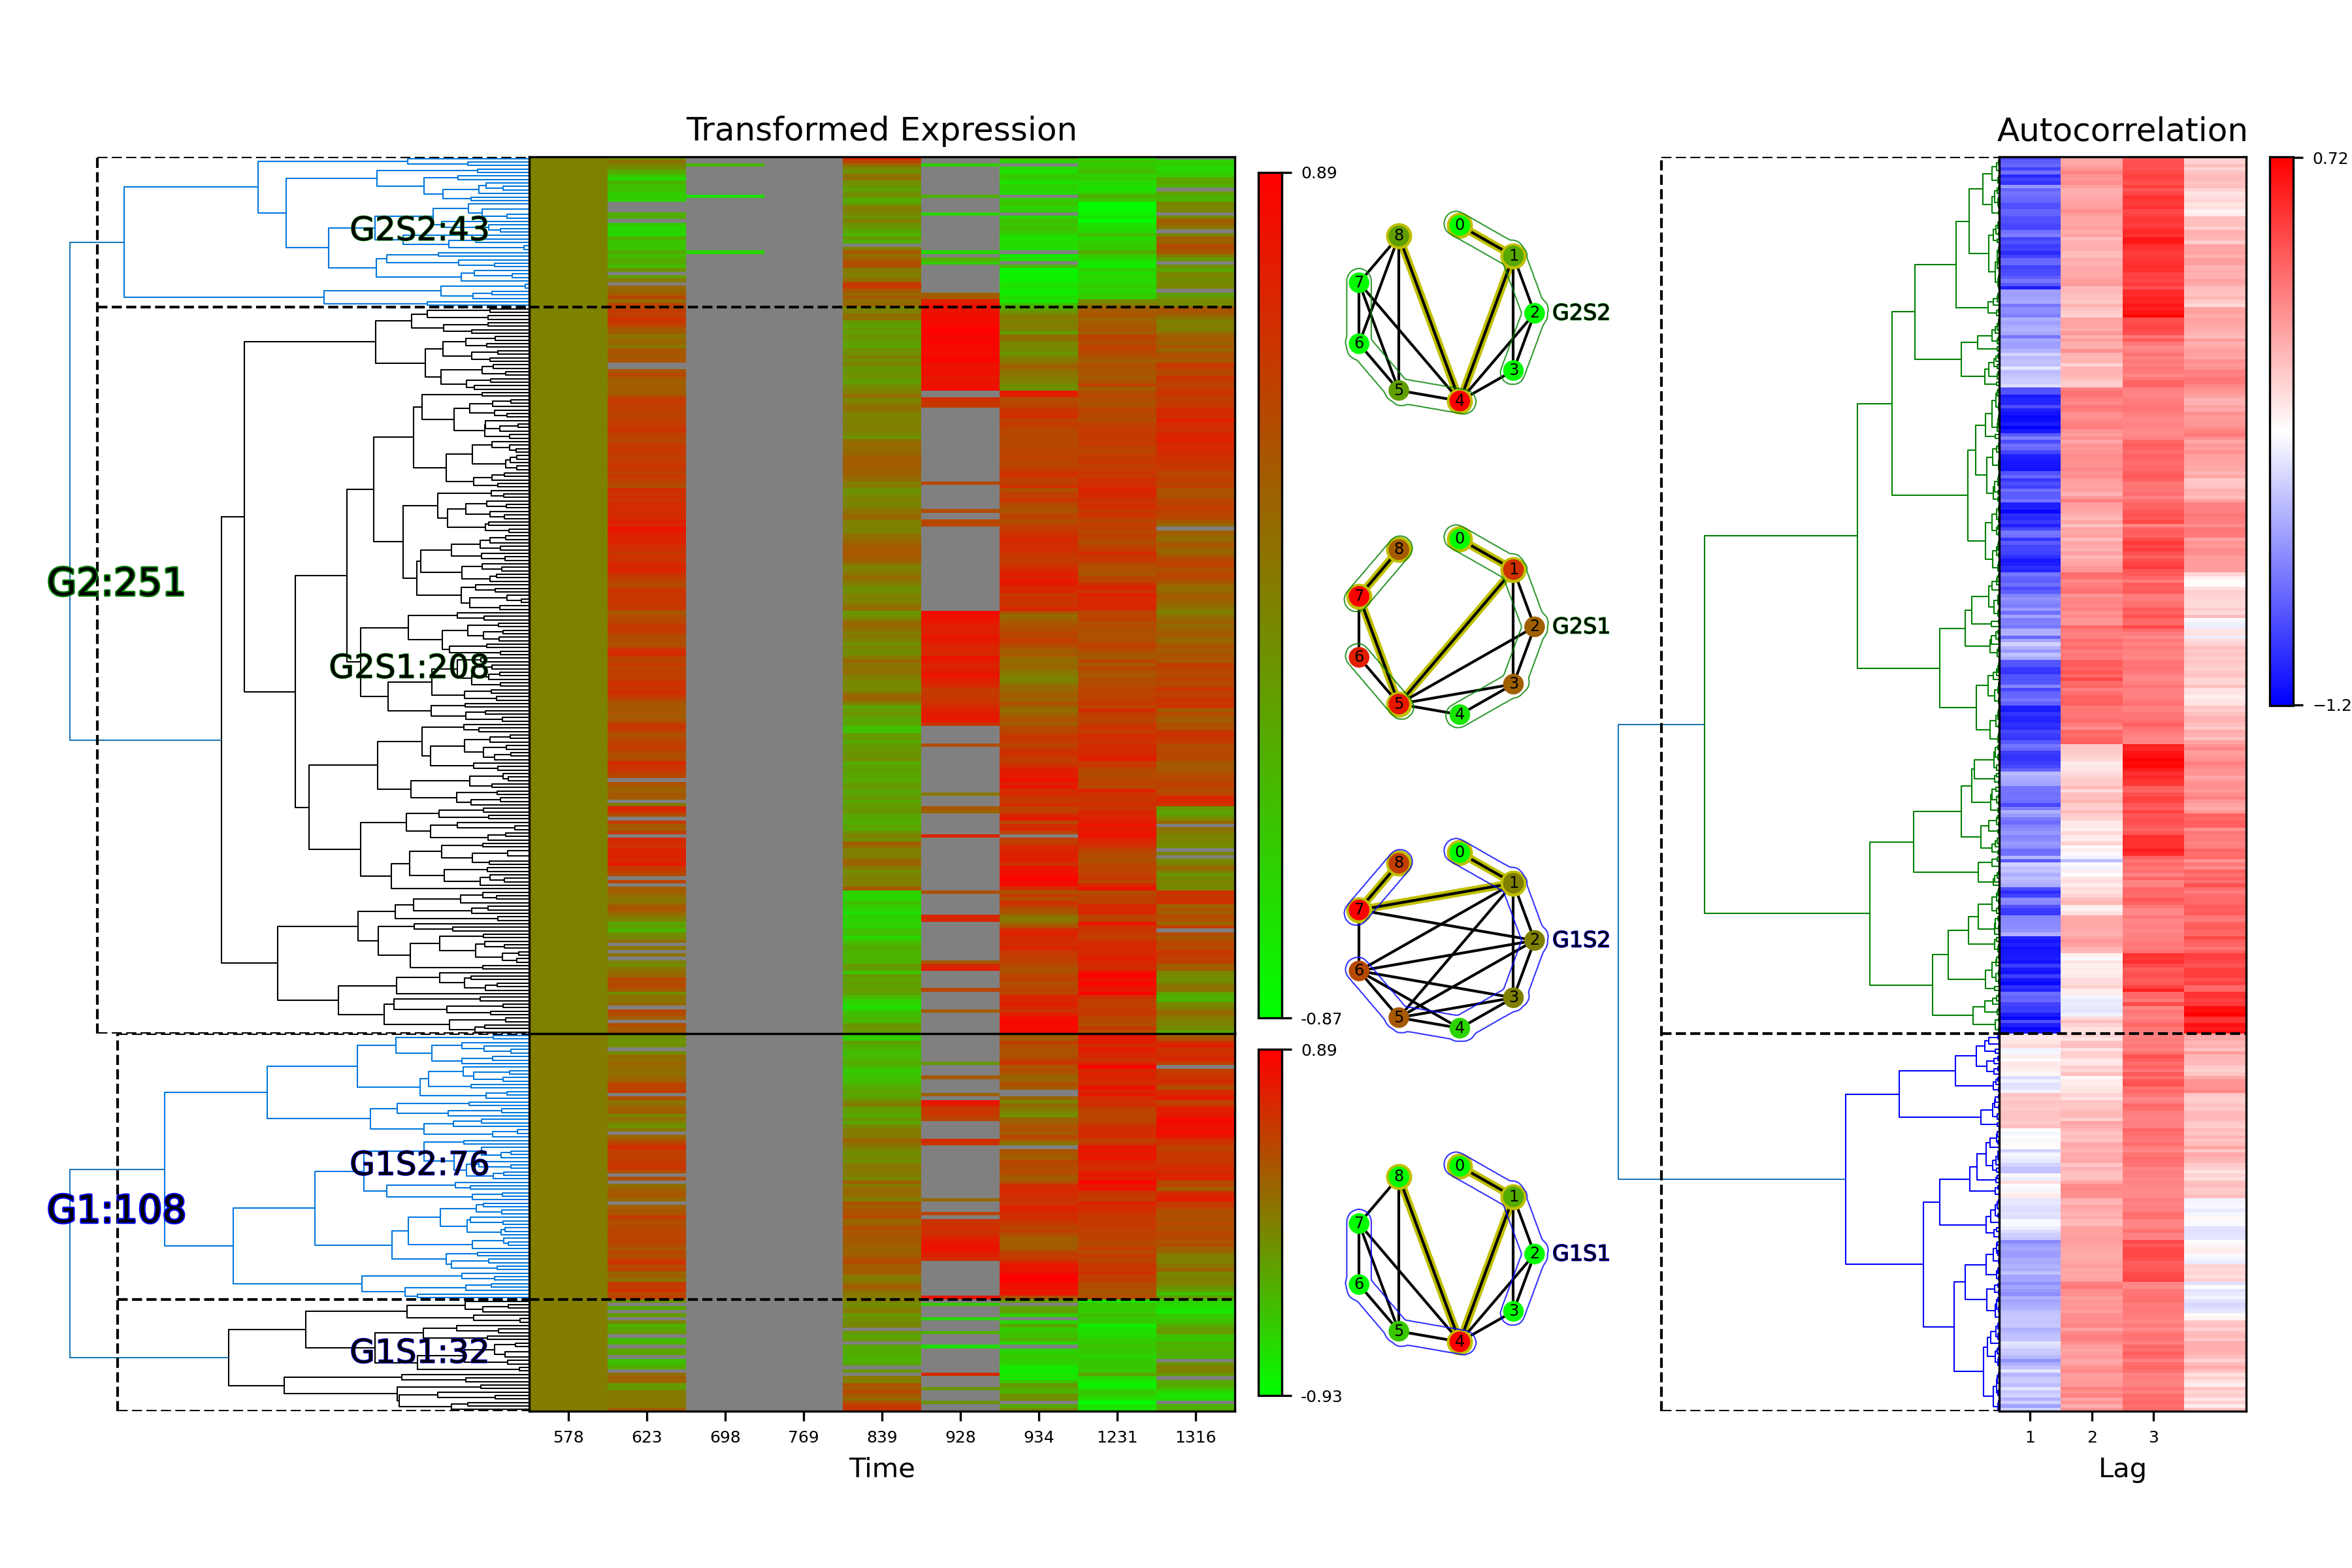 Transformed Expression
Autocorrelation
G2S2:43
G2:251
G2S1:208
G1S2:76
G1:108
G1S1:32
0.89
-0.87
0.89
-0.93
578 623 698 769 839 928 934 1231 1316
Time
0 1 2 3 4 5 6 7 8
G2S2
0 1 2 3 4 5 6 7 8
G2S1
0 1 2 3 4 5 6 7 8
G1S2
0 1 2 3 4 5 6 7 8
G1S1
0.72
−1.2
1 2 3
Lag